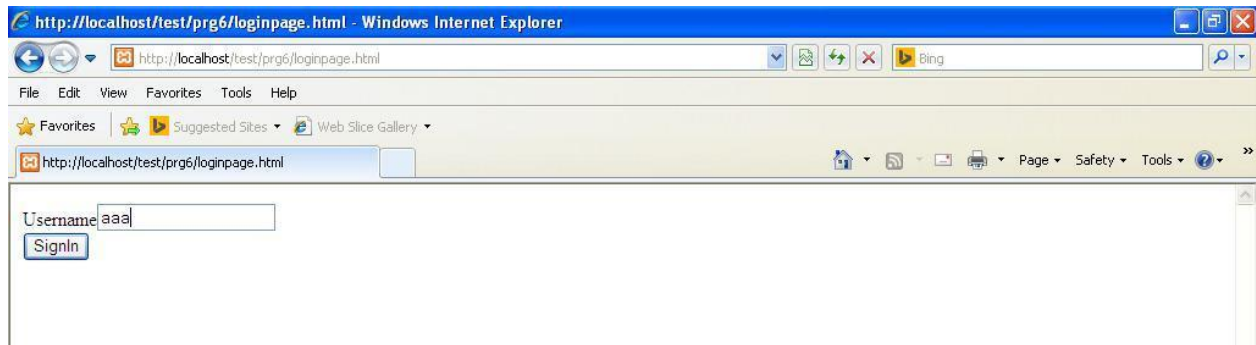 http://localhost/test/prg6/loginpage.html - Windows Internet Explorer
http://localhost/test/prg6/loginpage.html
Bing
File Edit View Favorites Tools Help
Favorites Suggested Sites Web Slice Gallery
http://localhost/test/prg6/loginpage.html Page Safety Tools
Username aaa
SignIn